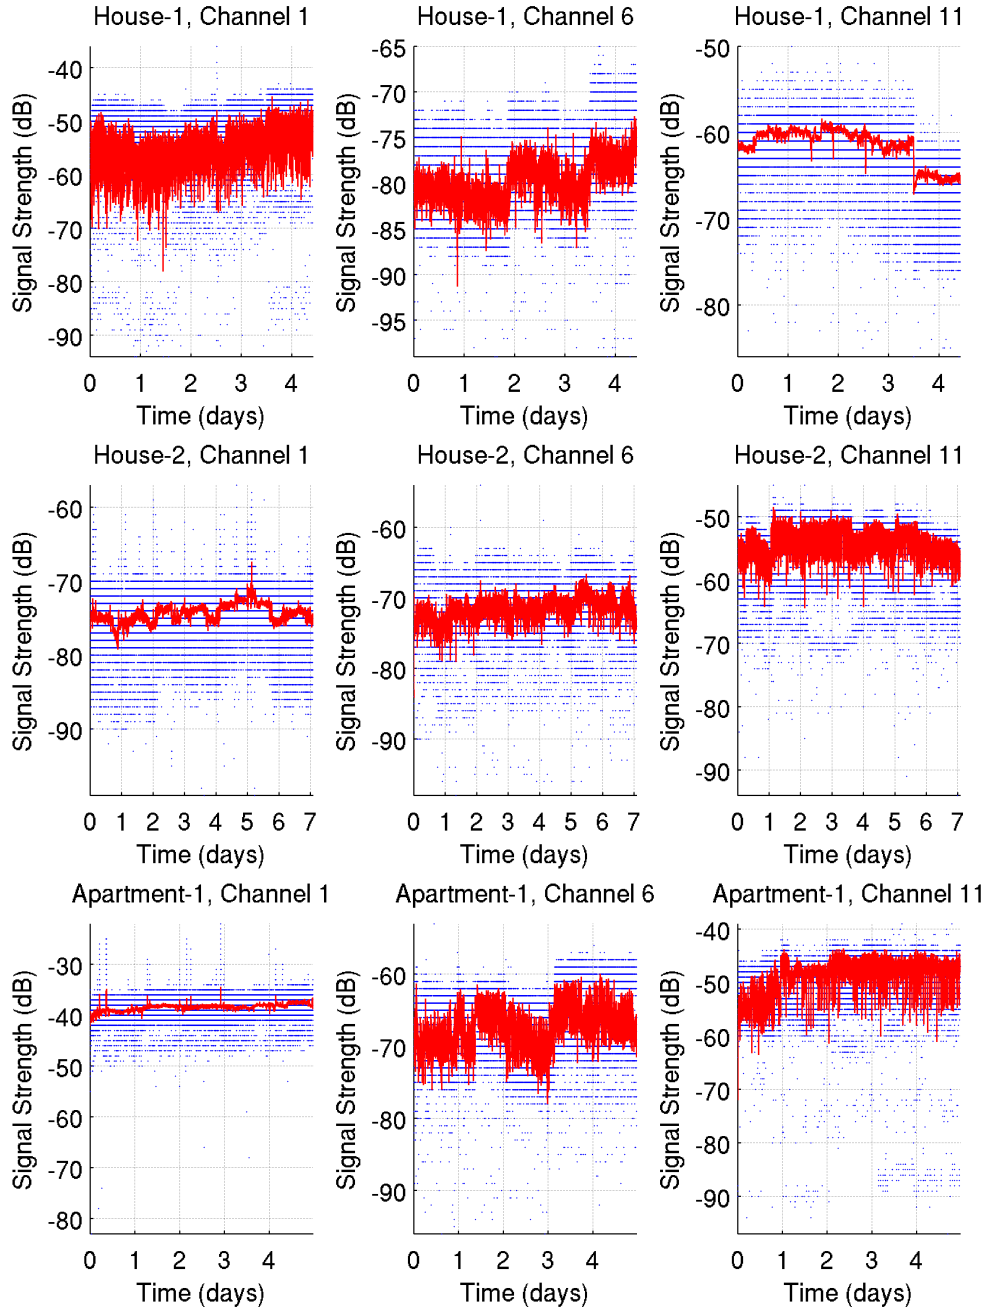 House-1, Channel 1
Signal Strength (dB)
-40
-50
-60
-70
-80
-90
0 1 2 3 4
Time (days)
House-1, Channel 6
Signal Strength (dB)
-65
-70
-75
-80
-85
-90
-95
0 1 2 3 4
Time (days)
House-1, Channel 11
Signal Strength (dB)
-50
-60
-70
-80
0 1 2 3 4
Time (days)
House-2, Channel 1
Signal Strength (dB)
-60
-70
-80
-90
0 1 2 3 4 5 6 7
Time (days)
House-2, Channel 6
Signal Strength (dB)
-60
-70
-80
-90
0 1 2 3 4 5 6 7
Time (days)
House-2, Channel 11
Signal Strength (dB)
-50
-60
-70
-80
-90
0 1 2 3 4 5 6 7
Time (days)
Apartment-1, Channel 1
Signal Strength (dB)
-30
-40
-50
-60
-70
-80
0 1 2 3 4
Time (days)
Apartment-1, Channel 6
Signal Strength (dB)
-60
-70
-80
-90
0 1 2 3 4
Time (days)
Apartment-1, Channel 11
Signal Strength (dB)
-40
-50
-60
-70
-80
-90
0 1 2 3 4
Time (days)